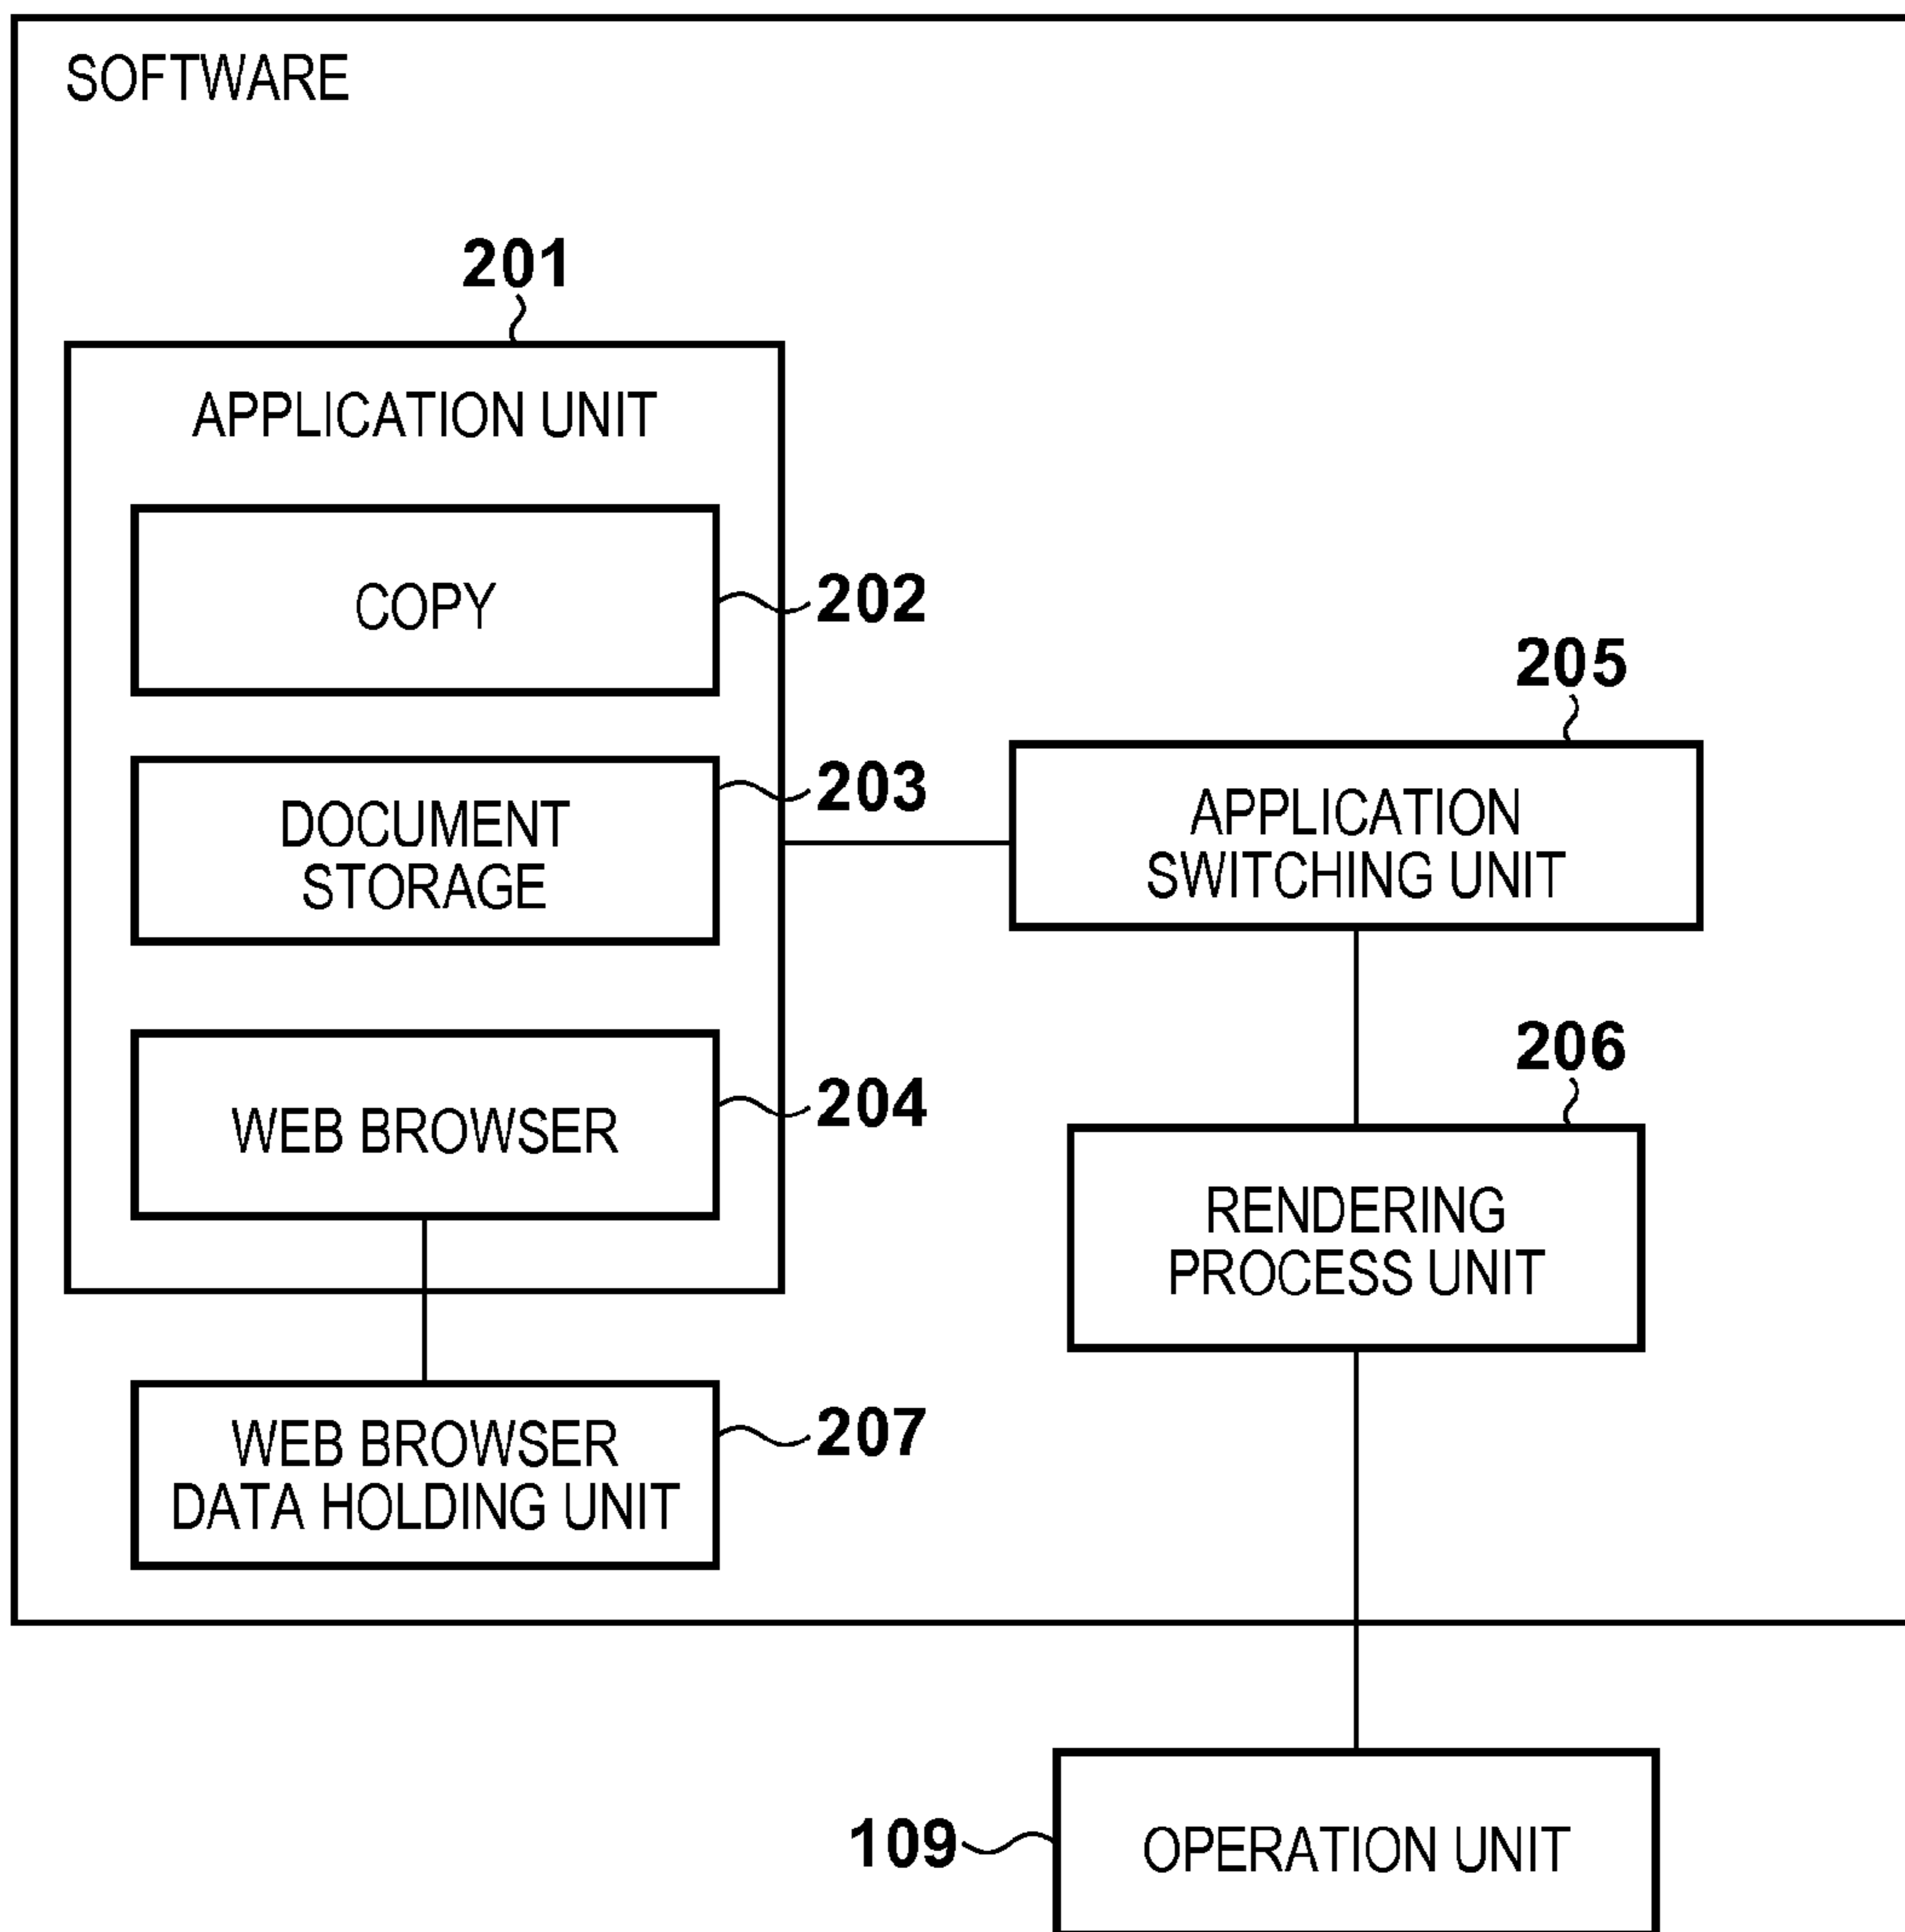 SOFTWARE
201
APPLICATION UNIT
COPY
202
DOCUMENT
STORAGE
203
WEB BROWSER
204
WEB BROWSER
DATA HOLDING UNIT
207
205
APPLICATION
SWITCHING UNIT
206
RENDERING
PROCESS UNIT
109
OPERATION UNIT